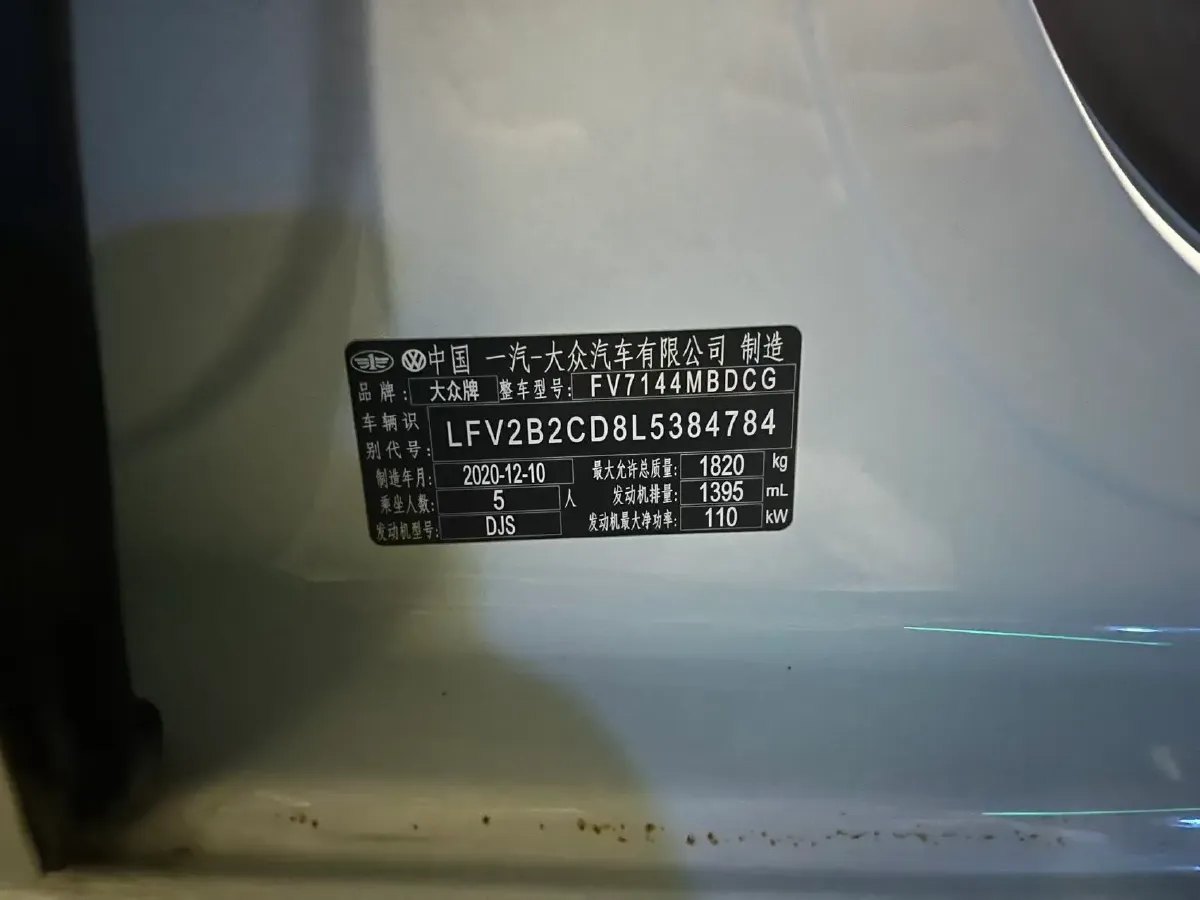 中国 一汽-大众汽车有限公司 制造
品牌: 大众牌 整车型号: FV7144MBDCG
车辆识别代号: LFV2B2CD8L5384784
制造年月: 2020-12-10 最大允许总质量: 1820 kg
乘坐人数: 5 人 发动机排量: 1395 mL
发动机型号: DJS 发动机最大净功率: 110 kW